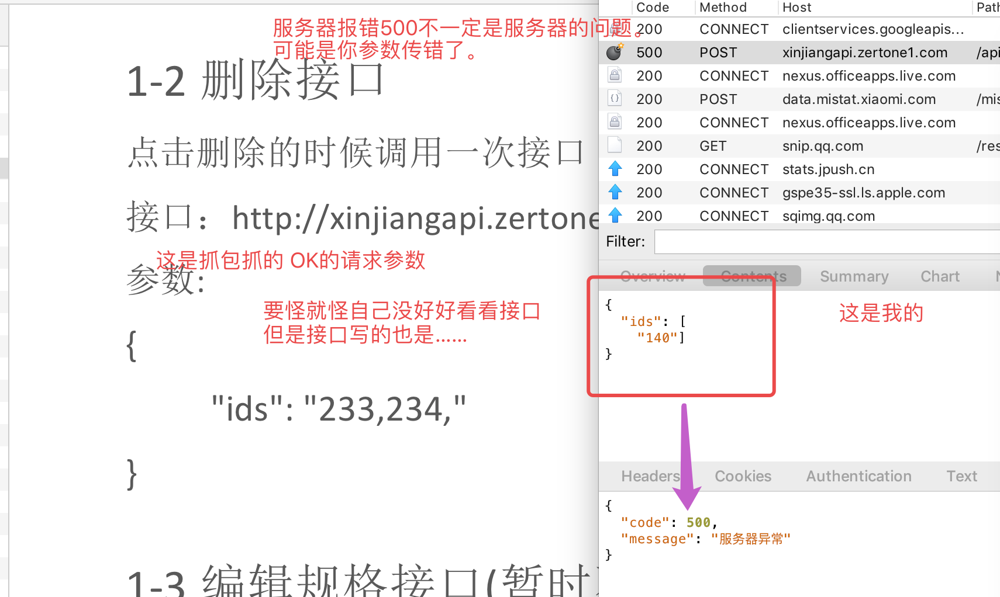 服务器报错500不一定是服务器的问题。
可能是你参数传错了。
1-2 删除接口
点击删除的时候调用一次接口
接口：http://xinjiangapi.zertone
这是抓包抓的 OK的请求参数
参数:
要怪就怪自己没好好看看接口
但是接口写的也是......
{
"ids": "233,234,"
}
1-3 编辑规格接口(暂时
Code Method Host Path
200 CONNECT clientservices.googleapis...
500 POST xinjiangapi.zertone1.com /api
200 CONNECT nexus.officeapps.live.com
200 POST data.mistat.xiaomi.com /mis
200 CONNECT nexus.officeapps.live.com
200 GET snip.qq.com /res
200 CONNECT stats.jpush.cn
200 CONNECT gspe35-ssl.ls.apple.com
200 CONNECT sqimg.qq.com
Filter:
Overview Contents Summary Chart N
{
"ids": [
"140"]
}
这是我的
Headers Cookies Authentication Text
{
"code": 500,
"message": "服务器异常"
}